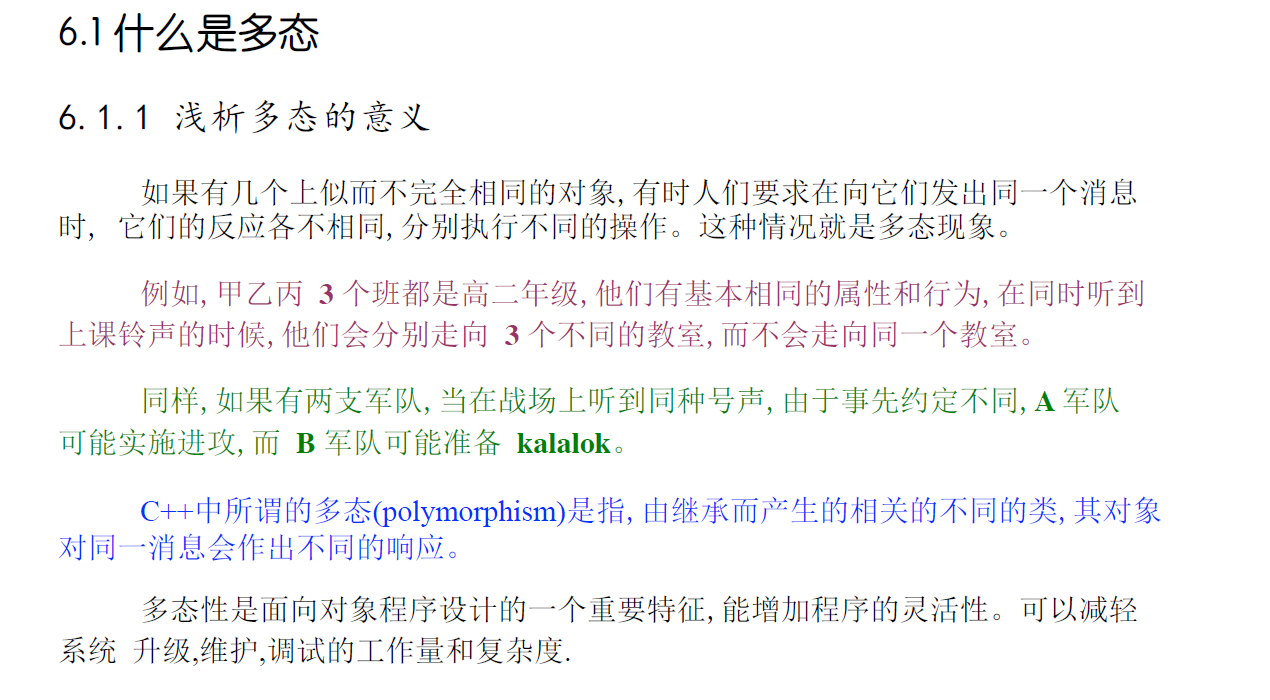 6.1 什么是多态
6.1.1 浅析多态的意义
如果有几个上似而不完全相同的对象,有时人们要求在向它们发出同一个消息
时, 它们的反应各不相同,分别执行不同的操作。这种情况就是多态现象。
例如,甲乙丙 3 个班都是高二年级,他们有基本相同的属性和行为,在同时听到
上课铃声的时候,他们会分别走向 3 个不同的教室,而不会走向同一个教室。
同样,如果有两支军队,当在战场上听到同种号声,由于事先约定不同,A 军队
可能实施进攻,而 B 军队可能准备 kalalok。
C++中所谓的多态(polymorphism)是指,由继承而产生的相关的不同的类,其对象
对同一消息会作出不同的响应。
多态性是面向对象程序设计的一个重要特征,能增加程序的灵活性。可以减轻
系统 升级,维护,调试的工作量和复杂度.